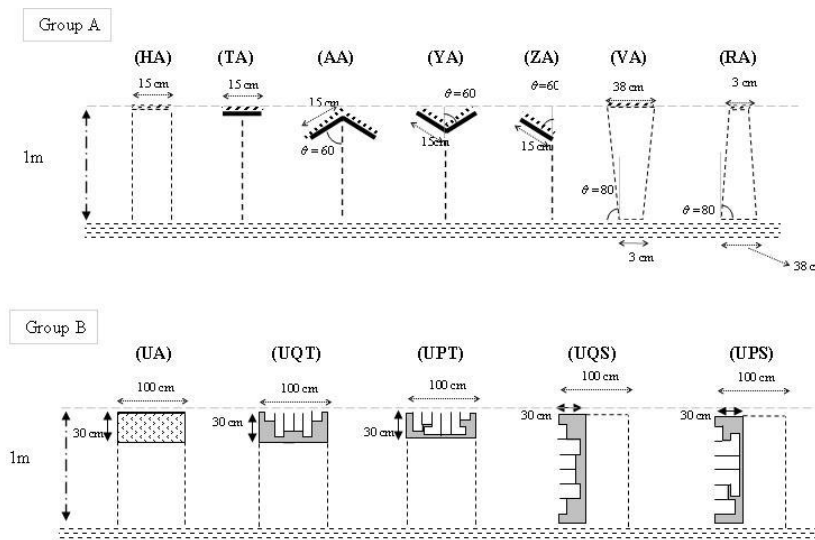 Group A
(HA) (TA) (AA) (YA) (ZA) (VA) (RA)
15 cm 15 cm 15 cm θ = 60 θ = 60 38 cm 3 cm
1m
θ = 60 15 cm 15 cm θ = 80 θ = 80
3 cm 38 c
Group B
(UA) (UQT) (UPT) (UQS) (UPS)
100 cm 100 cm 100 cm 100 cm 100 cm
30 cm 30 cm 30 cm 30 cm 30 cm
1m